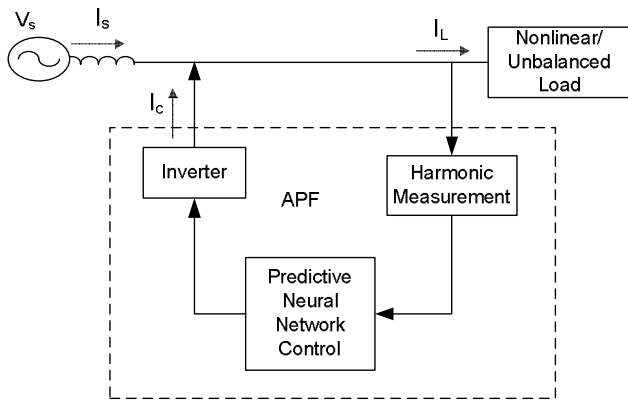 Vs
Is
IL
Nonlinear/
Unbalanced
Load
Ic
Inverter
APF
Harmonic
Measurement
Predictive
Neural
Network
Control